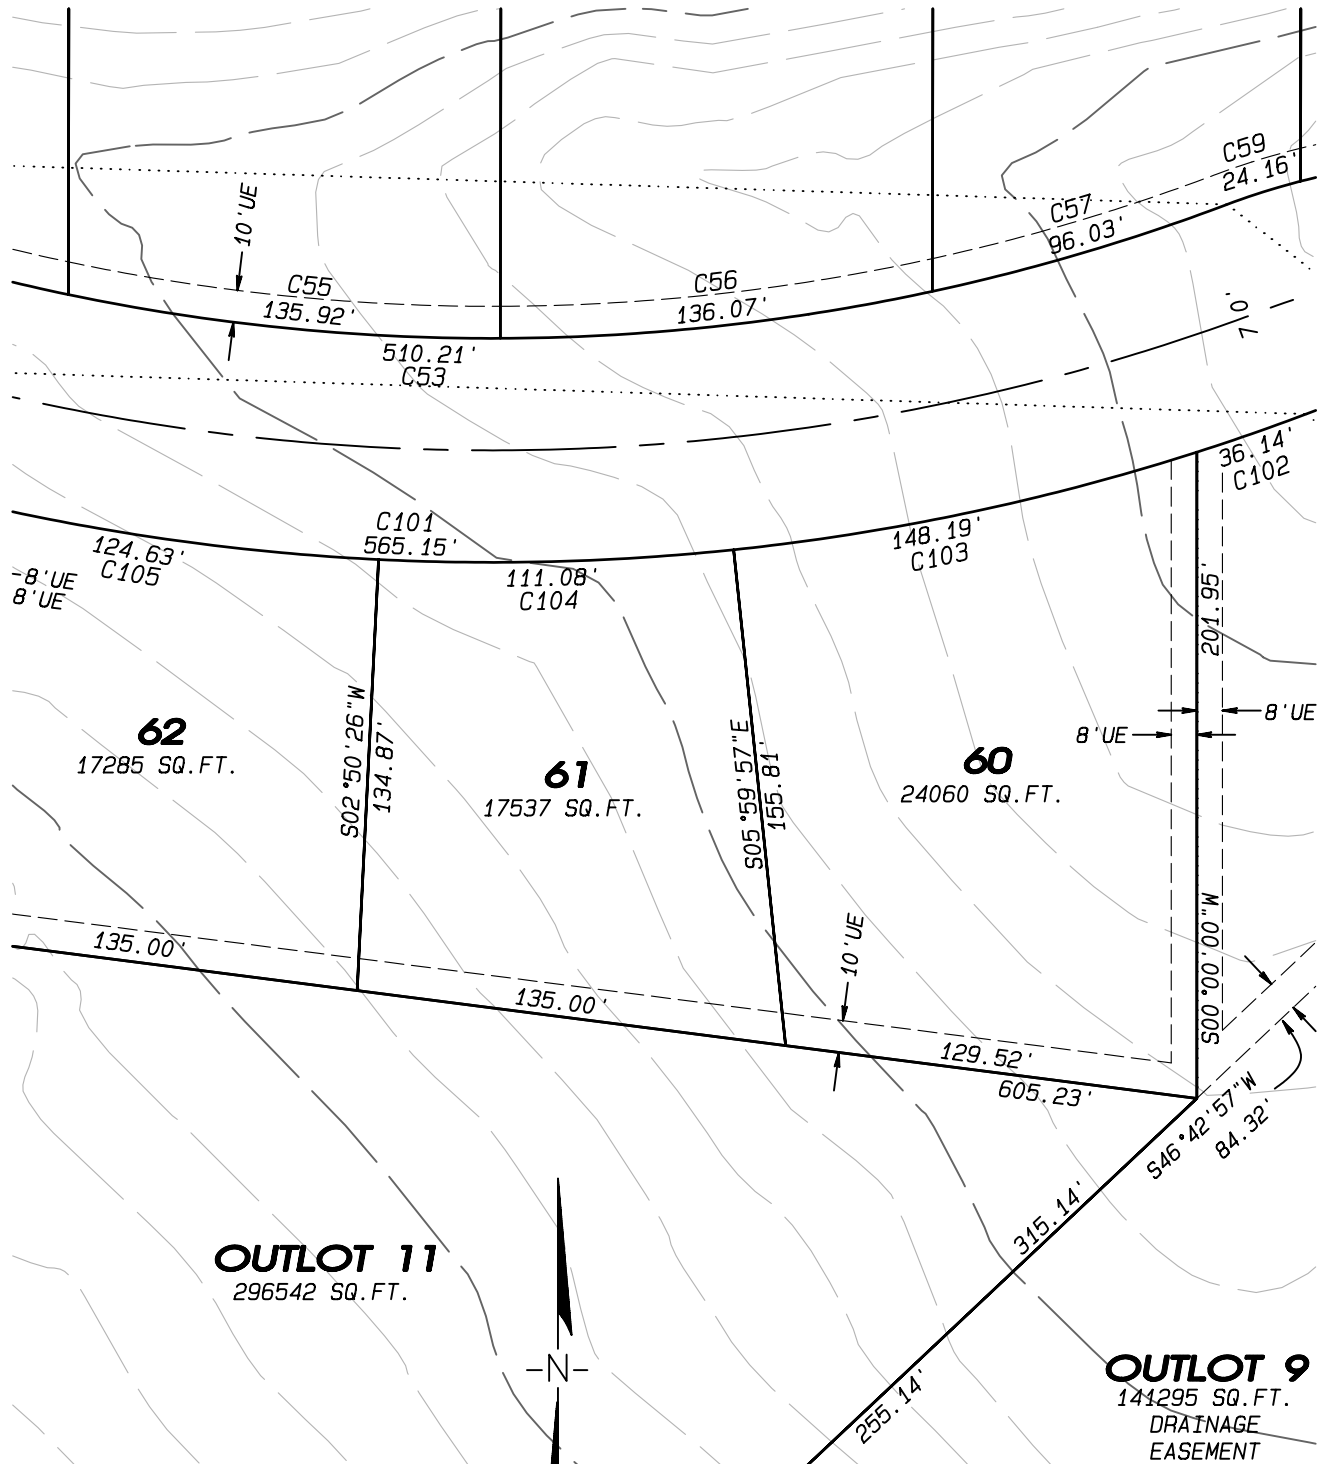 C59
24.16'
10'UE
C57
96.03'
C55
135.92'
C56
136.07'
7.0'
510.21'
C53
36.14'
C102
C101
565.15'
124.63'
C105
148.19'
C103
111.08'
C104
-8'UE
8'UE
201.95'
S00°00'00"W
8'UE
8'UE
62
17285 SQ.FT.
S02°50'26"W
134.87'
61
17537 SQ.FT.
S05°59'57"E
155.81'
60
24060 SQ.FT.
135.00'
135.00'
10'UE
129.52'
605.23'
S46°42'57"W
84.32'
315.14'
OUTLOT 11
296542 SQ.FT.
-N-
255.14'
OUTLOT 9
141295 SQ.FT.
DRAINAGE
EASEMENT